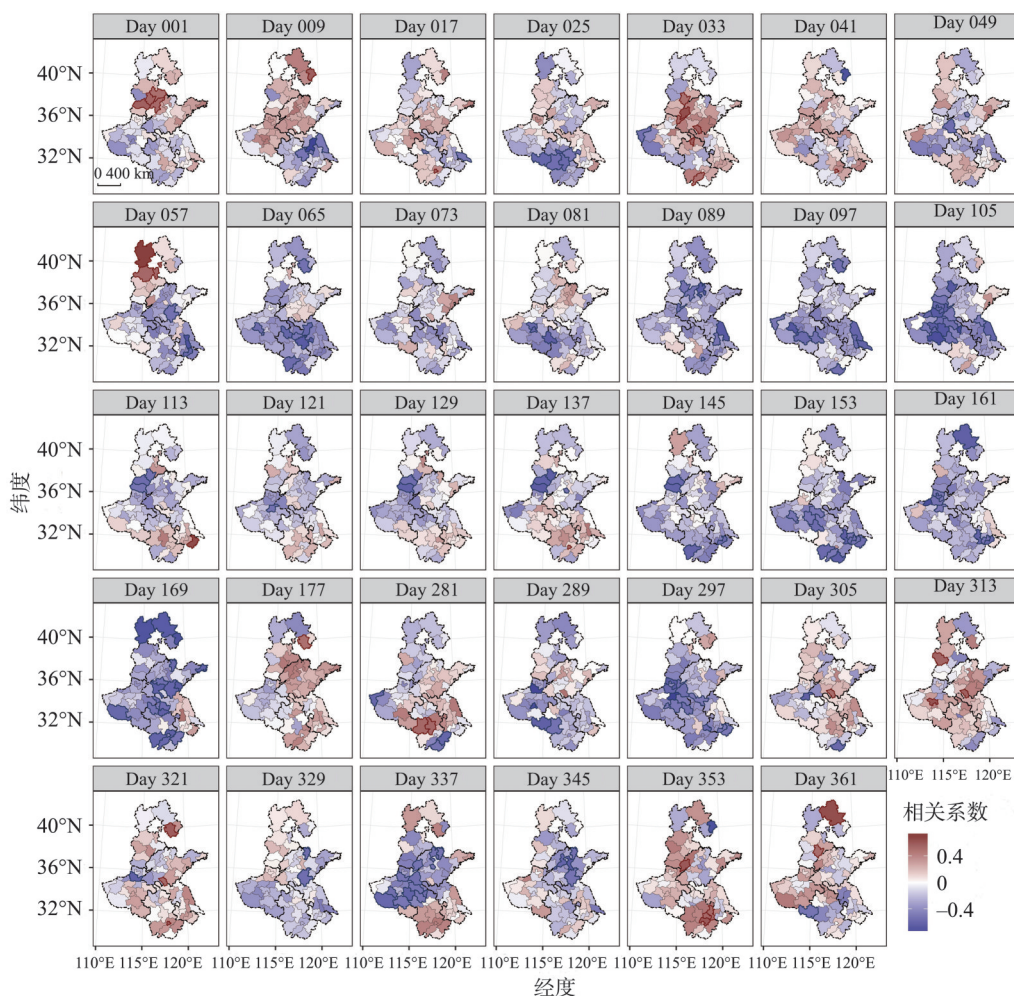 Day 001 Day 009 Day 017 Day 025 Day 033 Day 041 Day 049
40°N
36°N
32°N
0 400 km
Day 057 Day 065 Day 073 Day 081 Day 089 Day 097 Day 105
40°N
36°N
32°N
Day 113 Day 121 Day 129 Day 137 Day 145 Day 153 Day 161
40°N
36°N
32°N
纬度
Day 169 Day 177 Day 281 Day 289 Day 297 Day 305 Day 313
40°N
36°N
32°N
110°E 115°E 120°E
Day 321 Day 329 Day 337 Day 345 Day 353 Day 361
40°N
36°N
32°N
110°E 115°E 120°E 110°E 115°E 120°E 110°E 115°E 120°E 110°E 115°E 120°E 110°E 115°E 120°E 110°E 115°E 120°E
经度
相关系数
0.4
0
−0.4